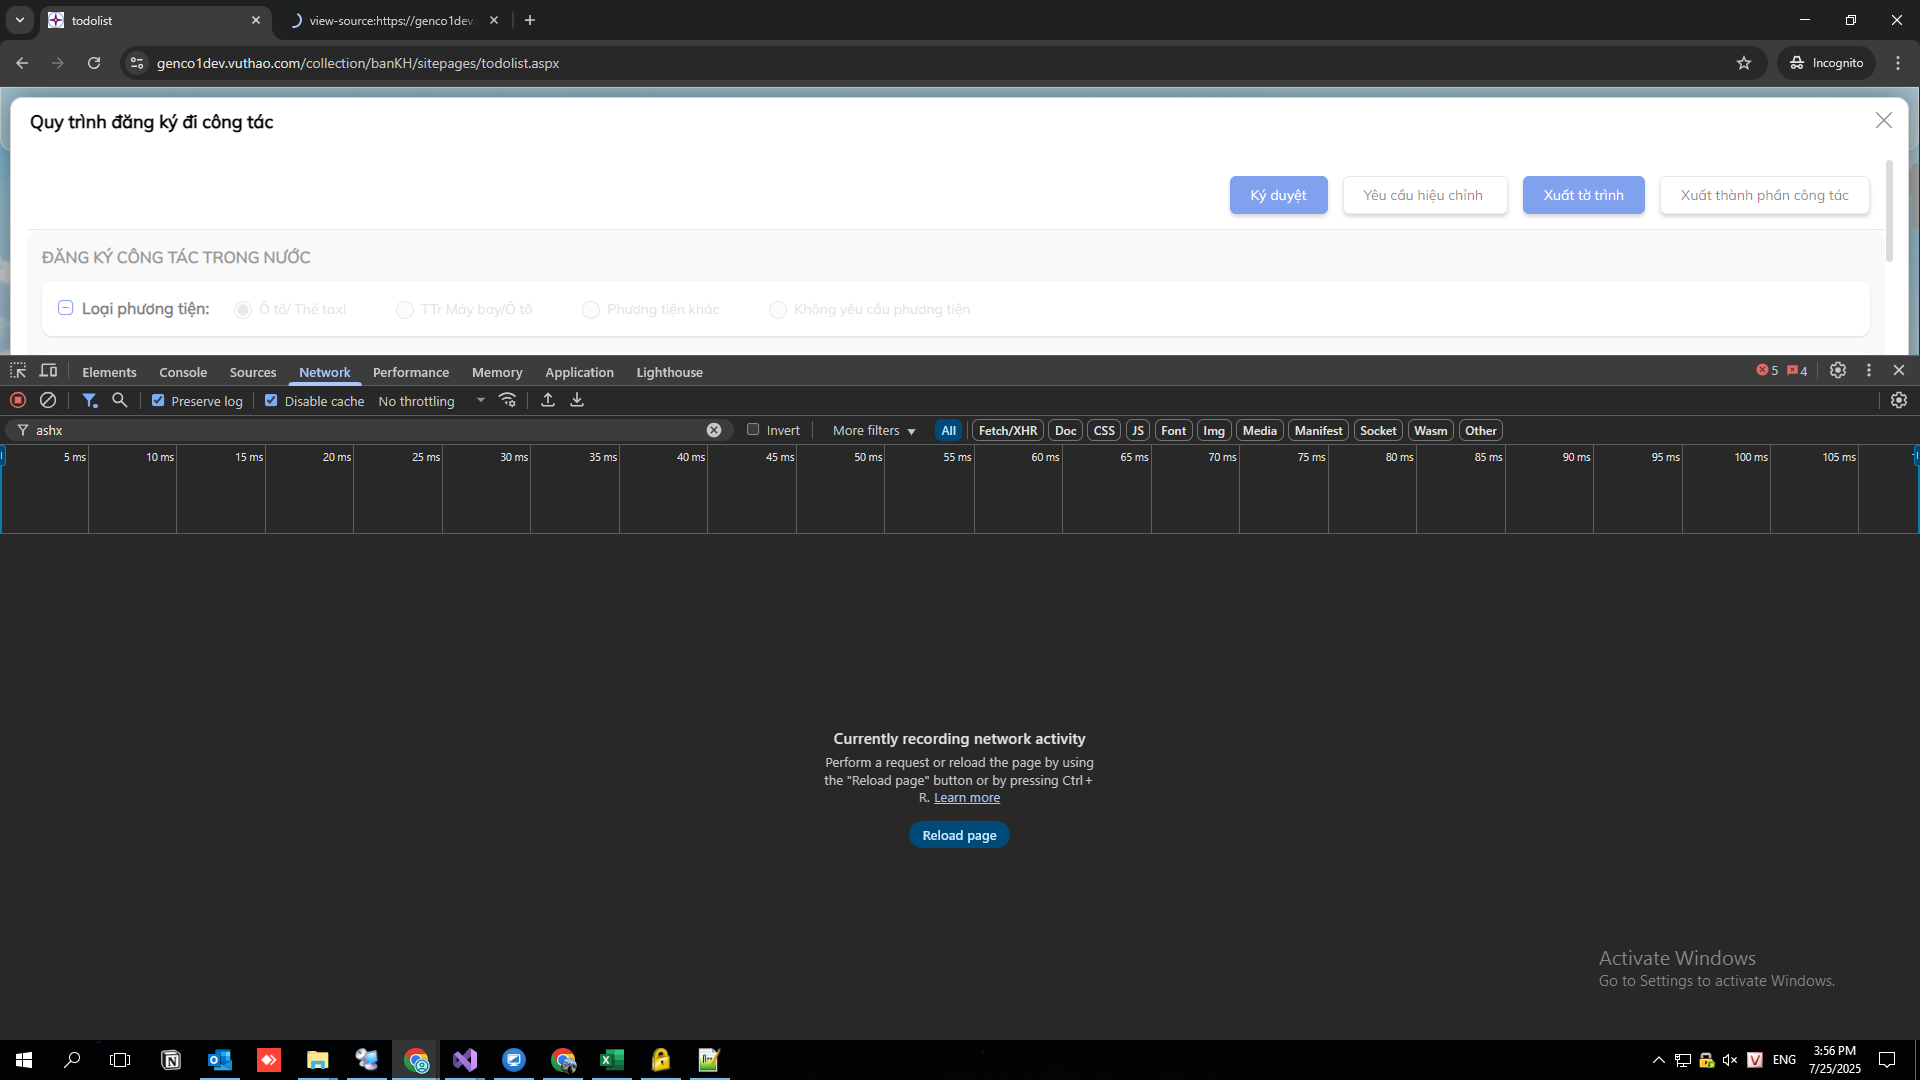 todolist
view-source:https://genco1dev.
genco1dev.vuthao.com/collection/banKH/sitepages/todolist.aspx
Incognito
Quy trình đăng ký đi công tác
Ký duyệt
Yêu cầu hiệu chỉnh
Xuất tờ trình
Xuất thành phần công tác
ĐĂNG KÝ CÔNG TÁC TRONG NƯỚC
Loại phương tiện:
Ô tô/ Thẻ taxi
TTr Máy bay/Ô tô
Phương tiện khác
Không yêu cầu phương tiện
Elements Console Sources Network Performance Memory Application Lighthouse
5 4
Preserve log Disable cache No throttling
ashx
Invert More filters All Fetch/XHR Doc CSS JS Font Img Media Manifest Socket Wasm Other
5 ms 10 ms 15 ms 20 ms 25 ms 30 ms 35 ms 40 ms 45 ms 50 ms 55 ms 60 ms 65 ms 70 ms 75 ms 80 ms 85 ms 90 ms 95 ms 100 ms 105 ms
Currently recording network activity
Perform a request or reload the page by using
the "Reload page" button or by pressing Ctrl +
R. Learn more
Reload page
Activate Windows
Go to Settings to activate Windows.
ENG
3:56 PM
7/25/2025